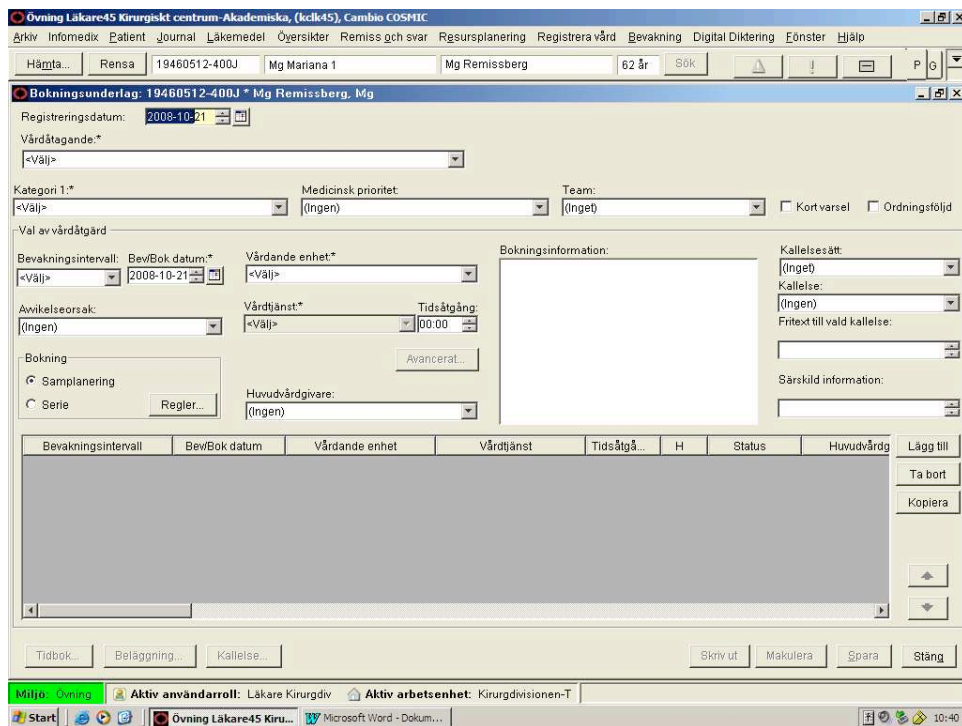 Övning Läkare45 Kirurgiskt centrum-Akademiska, (kclk45), Cambio COSMIC
Arkiv Infomedix Patient Journal Läkemedel Översikter Remiss och svar Resursplanering Registrera vård Bevakning Digital Diktering Fönster Hjälp
Hämta... Rensa 19460512-400J Mg Mariana 1 Mg Remissberg 62 år Sök P G
Bokningsunderlag: 19460512-400J * Mg Remissberg, Mg
Registreringsdatum: 2008-10-21
Vårdåtagande:*
<Välj>
Kategori 1:* Medicinsk prioritet: Team:
<Välj> (Ingen) (Inget) Kort varsel Ordningsföljd
Val av vårdåtgärd
Bevakningsintervall: Bev/Bok datum:* Vårdande enhet:* Bokningsinformation: Kallelsesätt:
<Välj> 2008-10-21 <Välj> (Inget)
Kallelse:
Avvikelseorsak: Vårdtjänst:* Tidsåtgång: (Ingen)
(Ingen) <Välj> 00:00 Fritext till vald kallelse:
Bokning Avancerat...
Samplanering Särskild information:
Serie Regler... Huvudvårdgivare:
(Ingen)
Bevakningsintervall Bev/Bok datum Vårdande enhet Vårdtjänst Tidsåtgå... H Status Huvudvårdg Lägg till
Ta bort
Kopiera
Tidbok... Beläggning... Kallelse... Skriv ut Makulera Spara Stäng
Miljö: Övning Aktiv användarroll: Läkare Kirurgdiv Aktiv arbetsenhet: Kirurgdivisionen-T
Start Övning Läkare45 Kiru... Microsoft Word - Dokum... 10:40